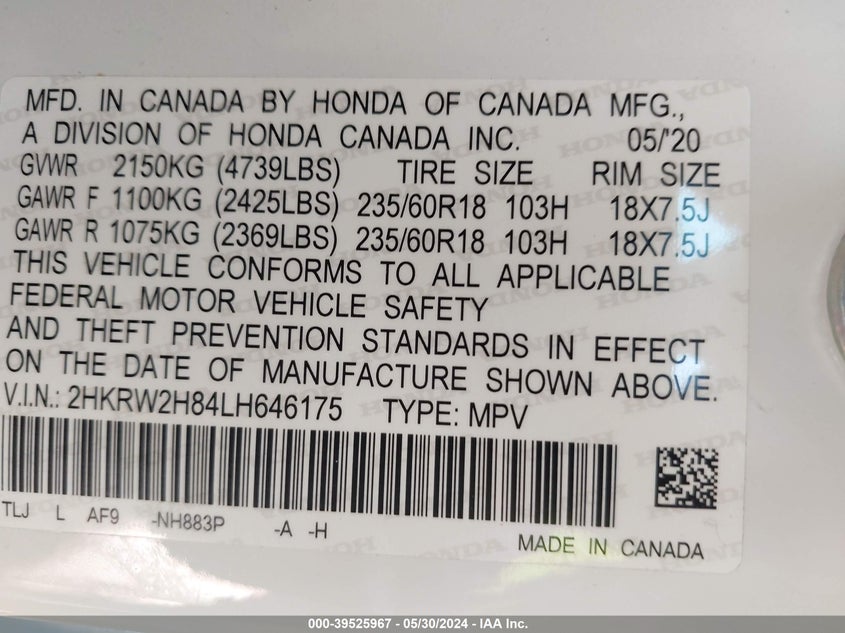 MFD. IN CANADA BY HONDA OF CANADA MFG.,
A DIVISION OF HONDA CANADA INC. 05/'20
GVWR 2150KG (4739LBS) TIRE SIZE RIM SIZE
GAWR F 1100KG (2425LBS) 235/60R18 103H 18X7.5J
GAWR R 1075KG (2369LBS) 235/60R18 103H 18X7.5J
THIS VEHICLE CONFORMS TO ALL APPLICABLE
FEDERAL MOTOR VEHICLE SAFETY
AND THEFT PREVENTION STANDARDS IN EFFECT
ON THE DATE OF MANUFACTURE SHOWN ABOVE.
V.I.N.: 2HKRW2H84LH646175 TYPE: MPV
TLJ L AF9 -NH883P -A -H
MADE IN CANADA
000-39525967 - 05/30/2024 - IAA Inc.